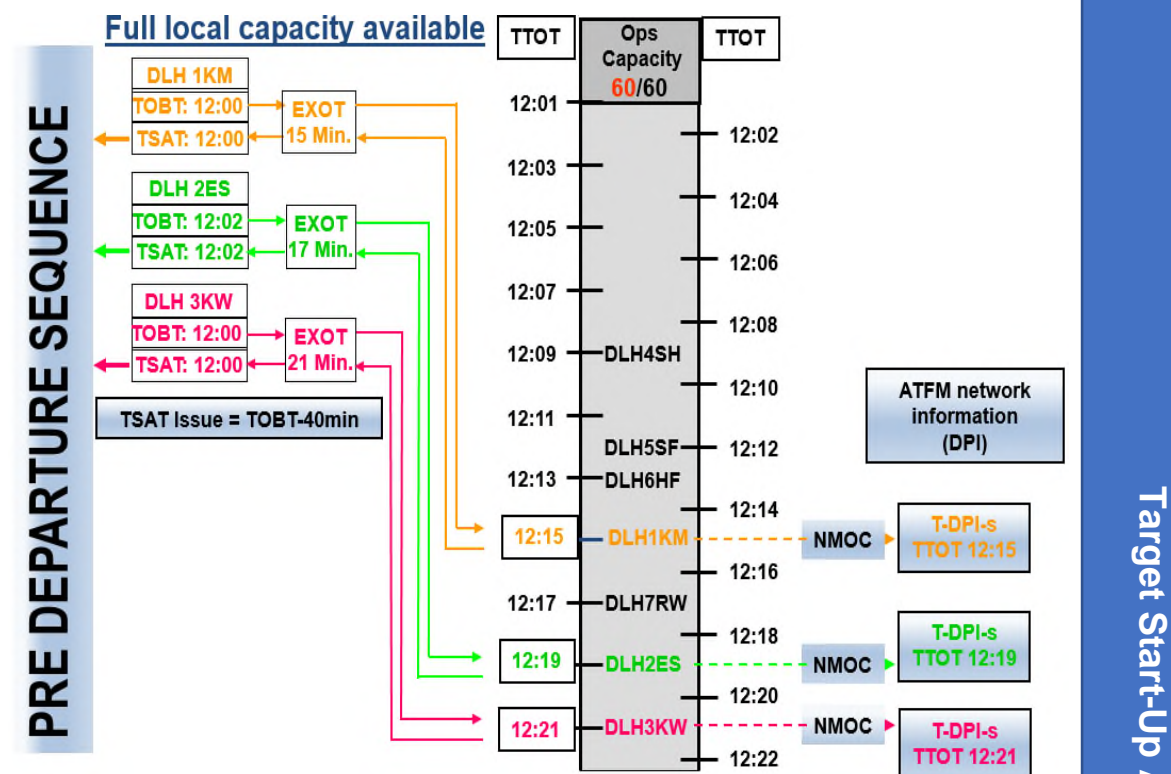 Full local capacity available
PRE DEPARTURE SEQUENCE
DLH 1KM
TOBT: 12:00
TSAT: 12:00
EXOT
15 Min.
DLH 2ES
TOBT: 12:02
TSAT: 12:02
EXOT
17 Min.
DLH 3KW
TOBT: 12:00
TSAT: 12:00
EXOT
21 Min.
TSAT Issue = TOBT-40min
TTOT
Ops
Capacity
60/60
TTOT
12:01
12:02
12:03
12:04
12:05
12:06
12:07
12:08
12:09
DLH4SH
12:10
12:11
DLH5SF
12:12
12:13
DLH6HF
12:14
12:15
DLH1KM
12:16
12:17
DLH7RW
12:18
12:19
DLH2ES
12:20
12:21
DLH3KW
12:22
ATFM network
information
(DPI)
NMOC
T-DPI-s
TTOT 12:15
NMOC
T-DPI-s
TTOT 12:19
NMOC
T-DPI-s
TTOT 12:21
Target Start-Up